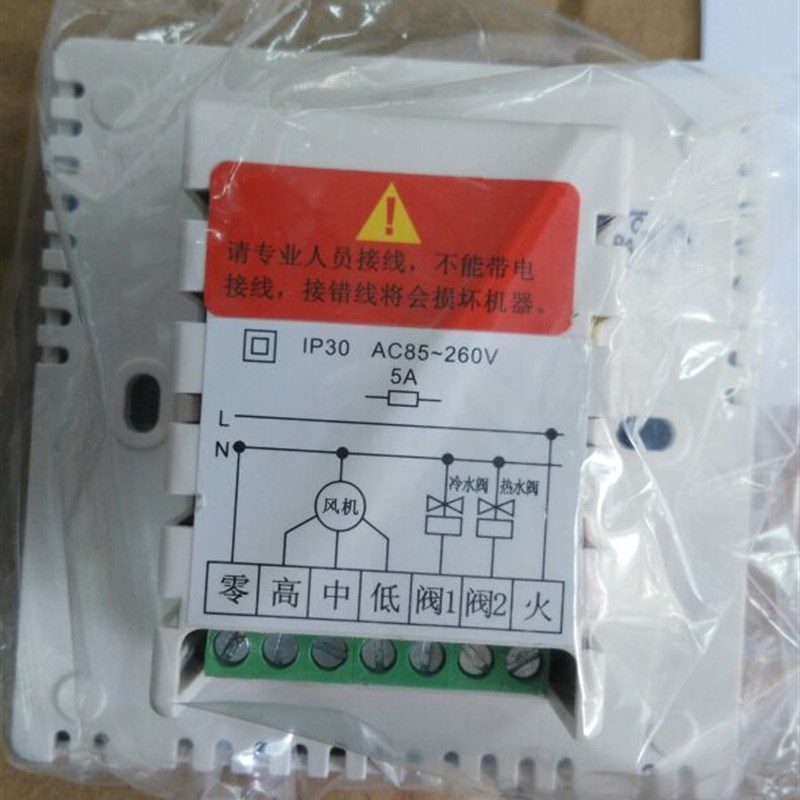 请专业人员接线，不能带电
接线，接错线将会损坏机器。
IP30 AC85~260V
5A
L
N
冷水阀 热水阀
风机
零 高 中 低 阀1 阀2 火